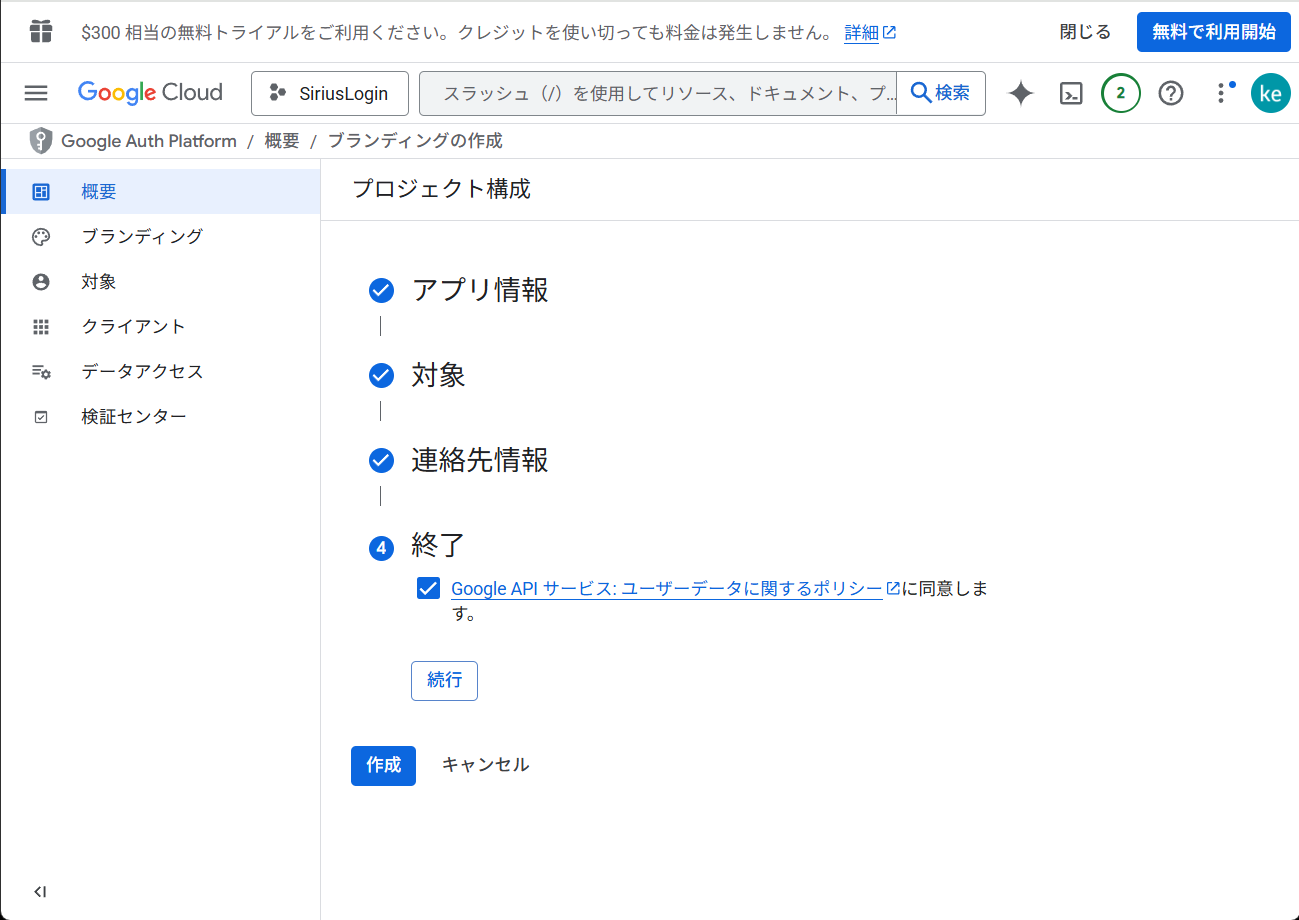 $300 相当の無料トライアルをご利用ください。クレジットを使い切っても料金は発生しません。 詳細 閉じる 無料で利用開始
Google Cloud SiriusLogin スラッシュ（/）を使用してリソース、ドキュメント、プ... 検索 2 ke
Google Auth Platform / 概要 / ブランディングの作成
概要
ブランディング
対象
クライアント
データアクセス
検証センター
プロジェクト構成
アプリ情報
対象
連絡先情報
4 終了
Google API サービス: ユーザーデータに関するポリシーに同意しま
す。
続行
作成 キャンセル